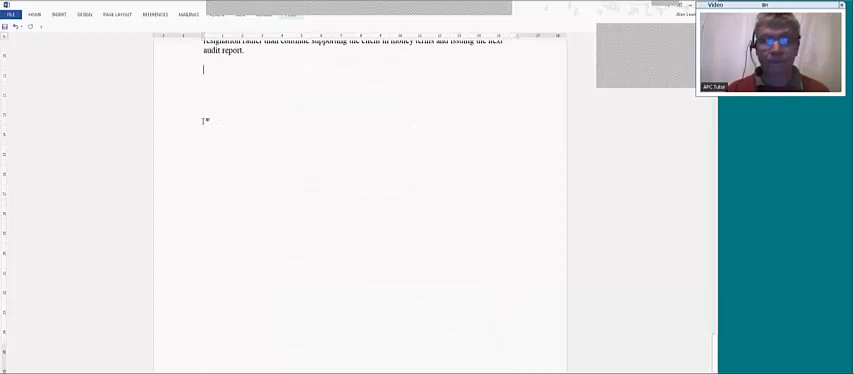 Video
FILE HOME INSERT DESIGN PAGE LAYOUT REFERENCES MAILINGS
resignation rather than continue supporting the client in money terms and issuing the next
audit report.
APC Tutor